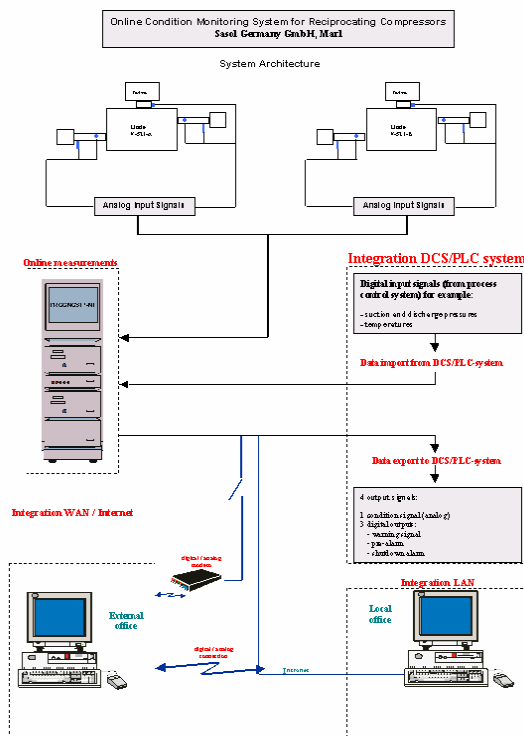 Online Condition Monitoring System for Reciprocating Compressors
Sasol Germany GmbH, Marl
System Architecture
Analog Input Signals
Analog Input Signals
Online measurements
Integration DCS/PLC system
Digital input signals (from process
control system) for example:
- suction and discharge pressures
- temperatures
Data import from DCS/PLC-system
Data export to DCS/PLC-system
4 output signals:
1 condition signal (analog)
3 digital outputs:
- warning signal
- pre-alarm
- shutdown alarm
Integration WAN / Internet
digital / analog
modem
Integration LAN
External
office
Local
office
digital / analog
connection